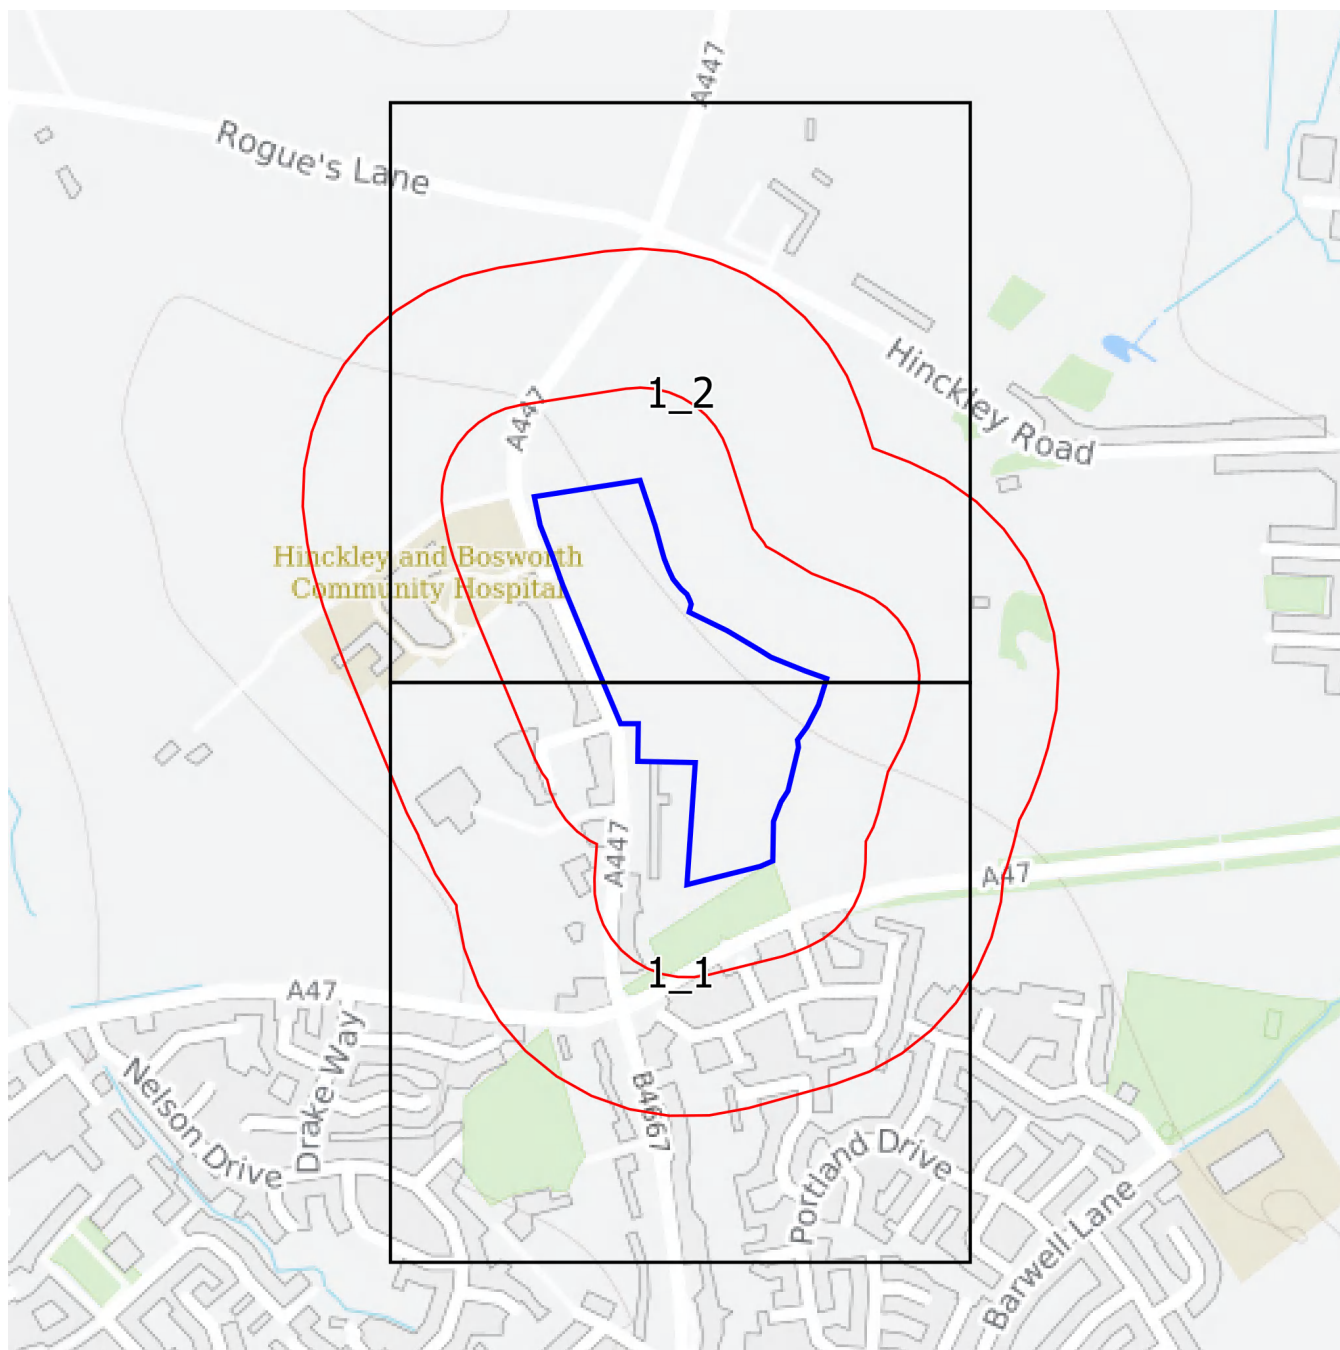 A447
Rogue's Lane
1_2
A447
Hinckley Road
Hinckley and Bosworth
Community Hospital
A447
A47
1_1
A47
Nelson Drive
Drake Way
B4667
Portland Drive
Barwell Lane